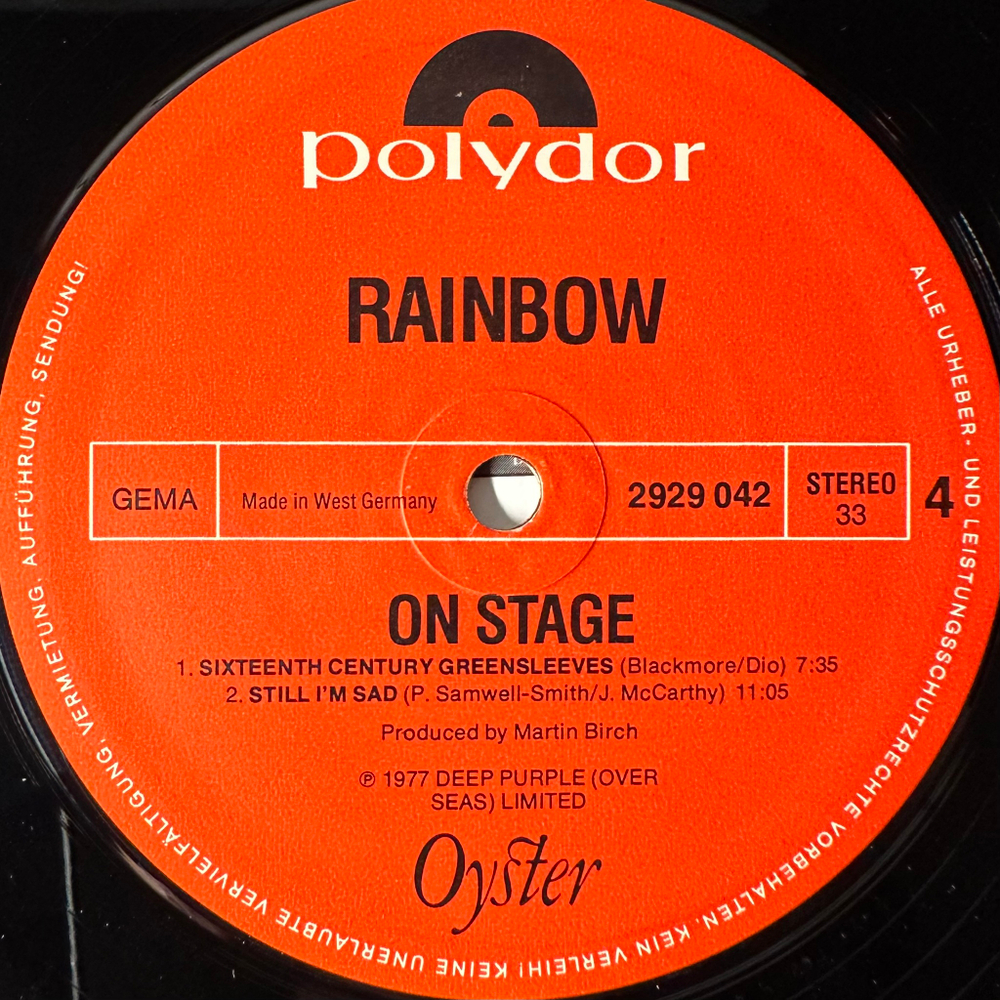 polydor
RAINBOW
GEMA
Made in West Germany
2929 042
STEREO
33
4
ON STAGE
1. SIXTEENTH CENTURY GREENSLEEVES (Blackmore/Dio) 7:35
2. STILL I'M SAD (P. Samwell-Smith/J. McCarthy) 11:05
Produced by Martin Birch
℗ 1977 DEEP PURPLE (OVER
SEAS) LIMITED
Oyster
ALLE URHEBER- UND LEISTUNGSSCHUTZRECHTE VORBEHALTEN. KEIN VERLEIH! KEINE UNERLAUBTE VERVIELFÄLTIGUNG, VERMIETUNG, AUFFÜHRUNG, SENDUNG!